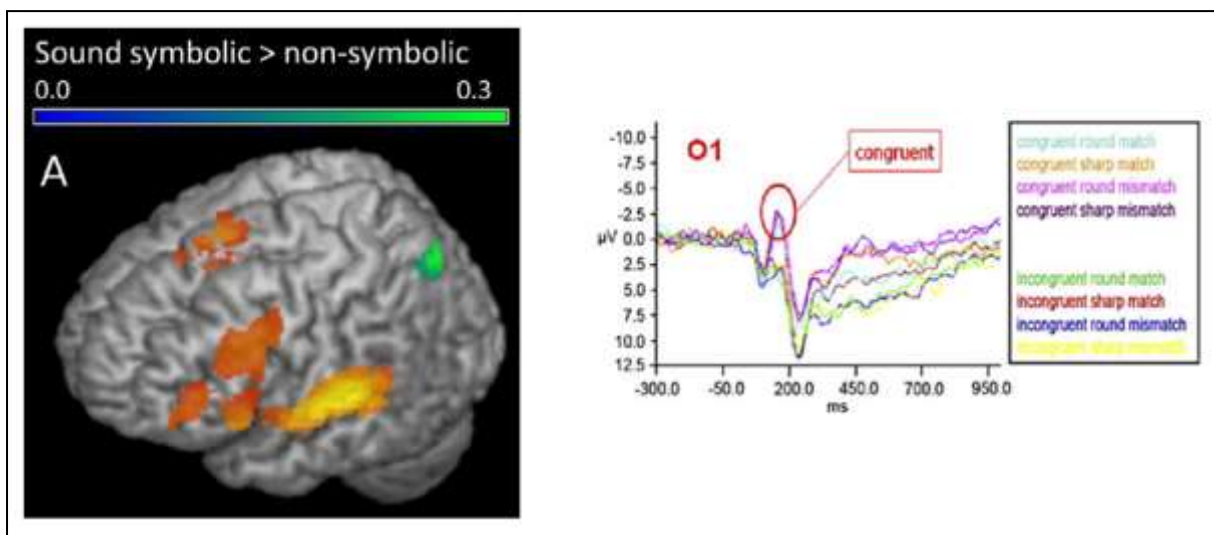 Sound symbolic > non-symbolic
0.0 0.3
A
O1
congruent
-10.0
-7.5
-5.0
-2.5
µV 0.0
2.5
5.0
7.5
10.0
12.5
-300.0 -50.0 200.0 450.0 700.0 950.0
ms
congruent round match
congruent sharp match
congruent round mismatch
congruent sharp mismatch
incongruent round match
incongruent sharp match
incongruent round mismatch
incongruent sharp mismatch